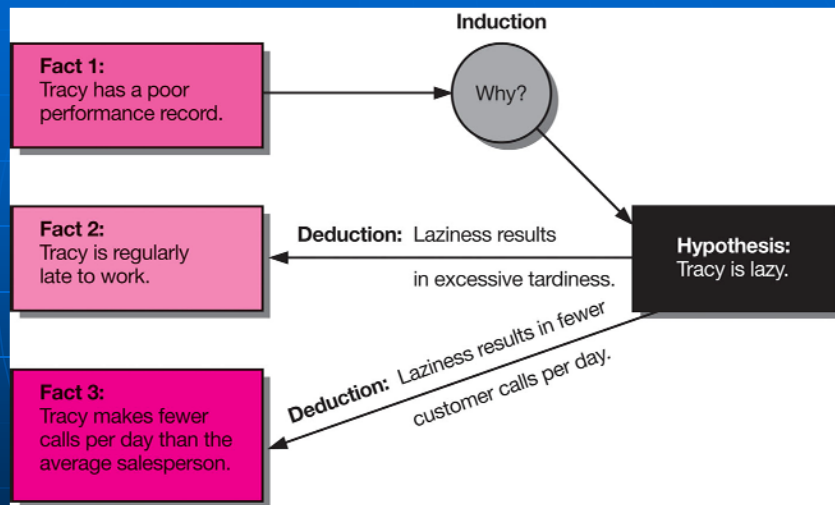 Induction
Fact 1:
Tracy has a poor
performance record.
Why?
Fact 2:
Tracy is regularly
late to work.
Deduction: Laziness results
in excessive tardiness.
Hypothesis:
Tracy is lazy.
Deduction: Laziness results in fewer
customer calls per day.
Fact 3:
Tracy makes fewer
calls per day than the
average salesperson.